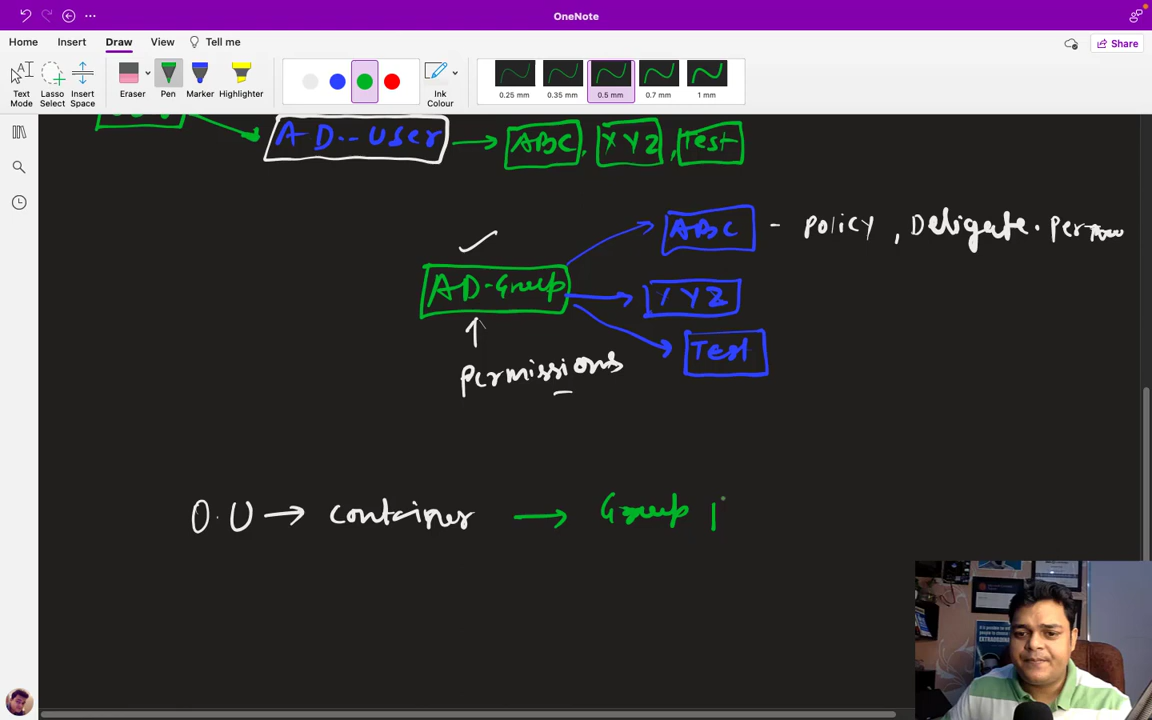 OneNote
Home Insert Draw View Tell me
Share
Text Mode
Lasso Select
Insert Space
Eraser
Pen
Marker
Highlighter
Ink Colour
0.25 mm
0.35 mm
0.5 mm
0.7 mm
1 mm
A D.-User → ABC, XYZ, Test
ABC - Policy, Deligate.
AD-Group
XYZ
Test
Permissions
O.U → container → Group